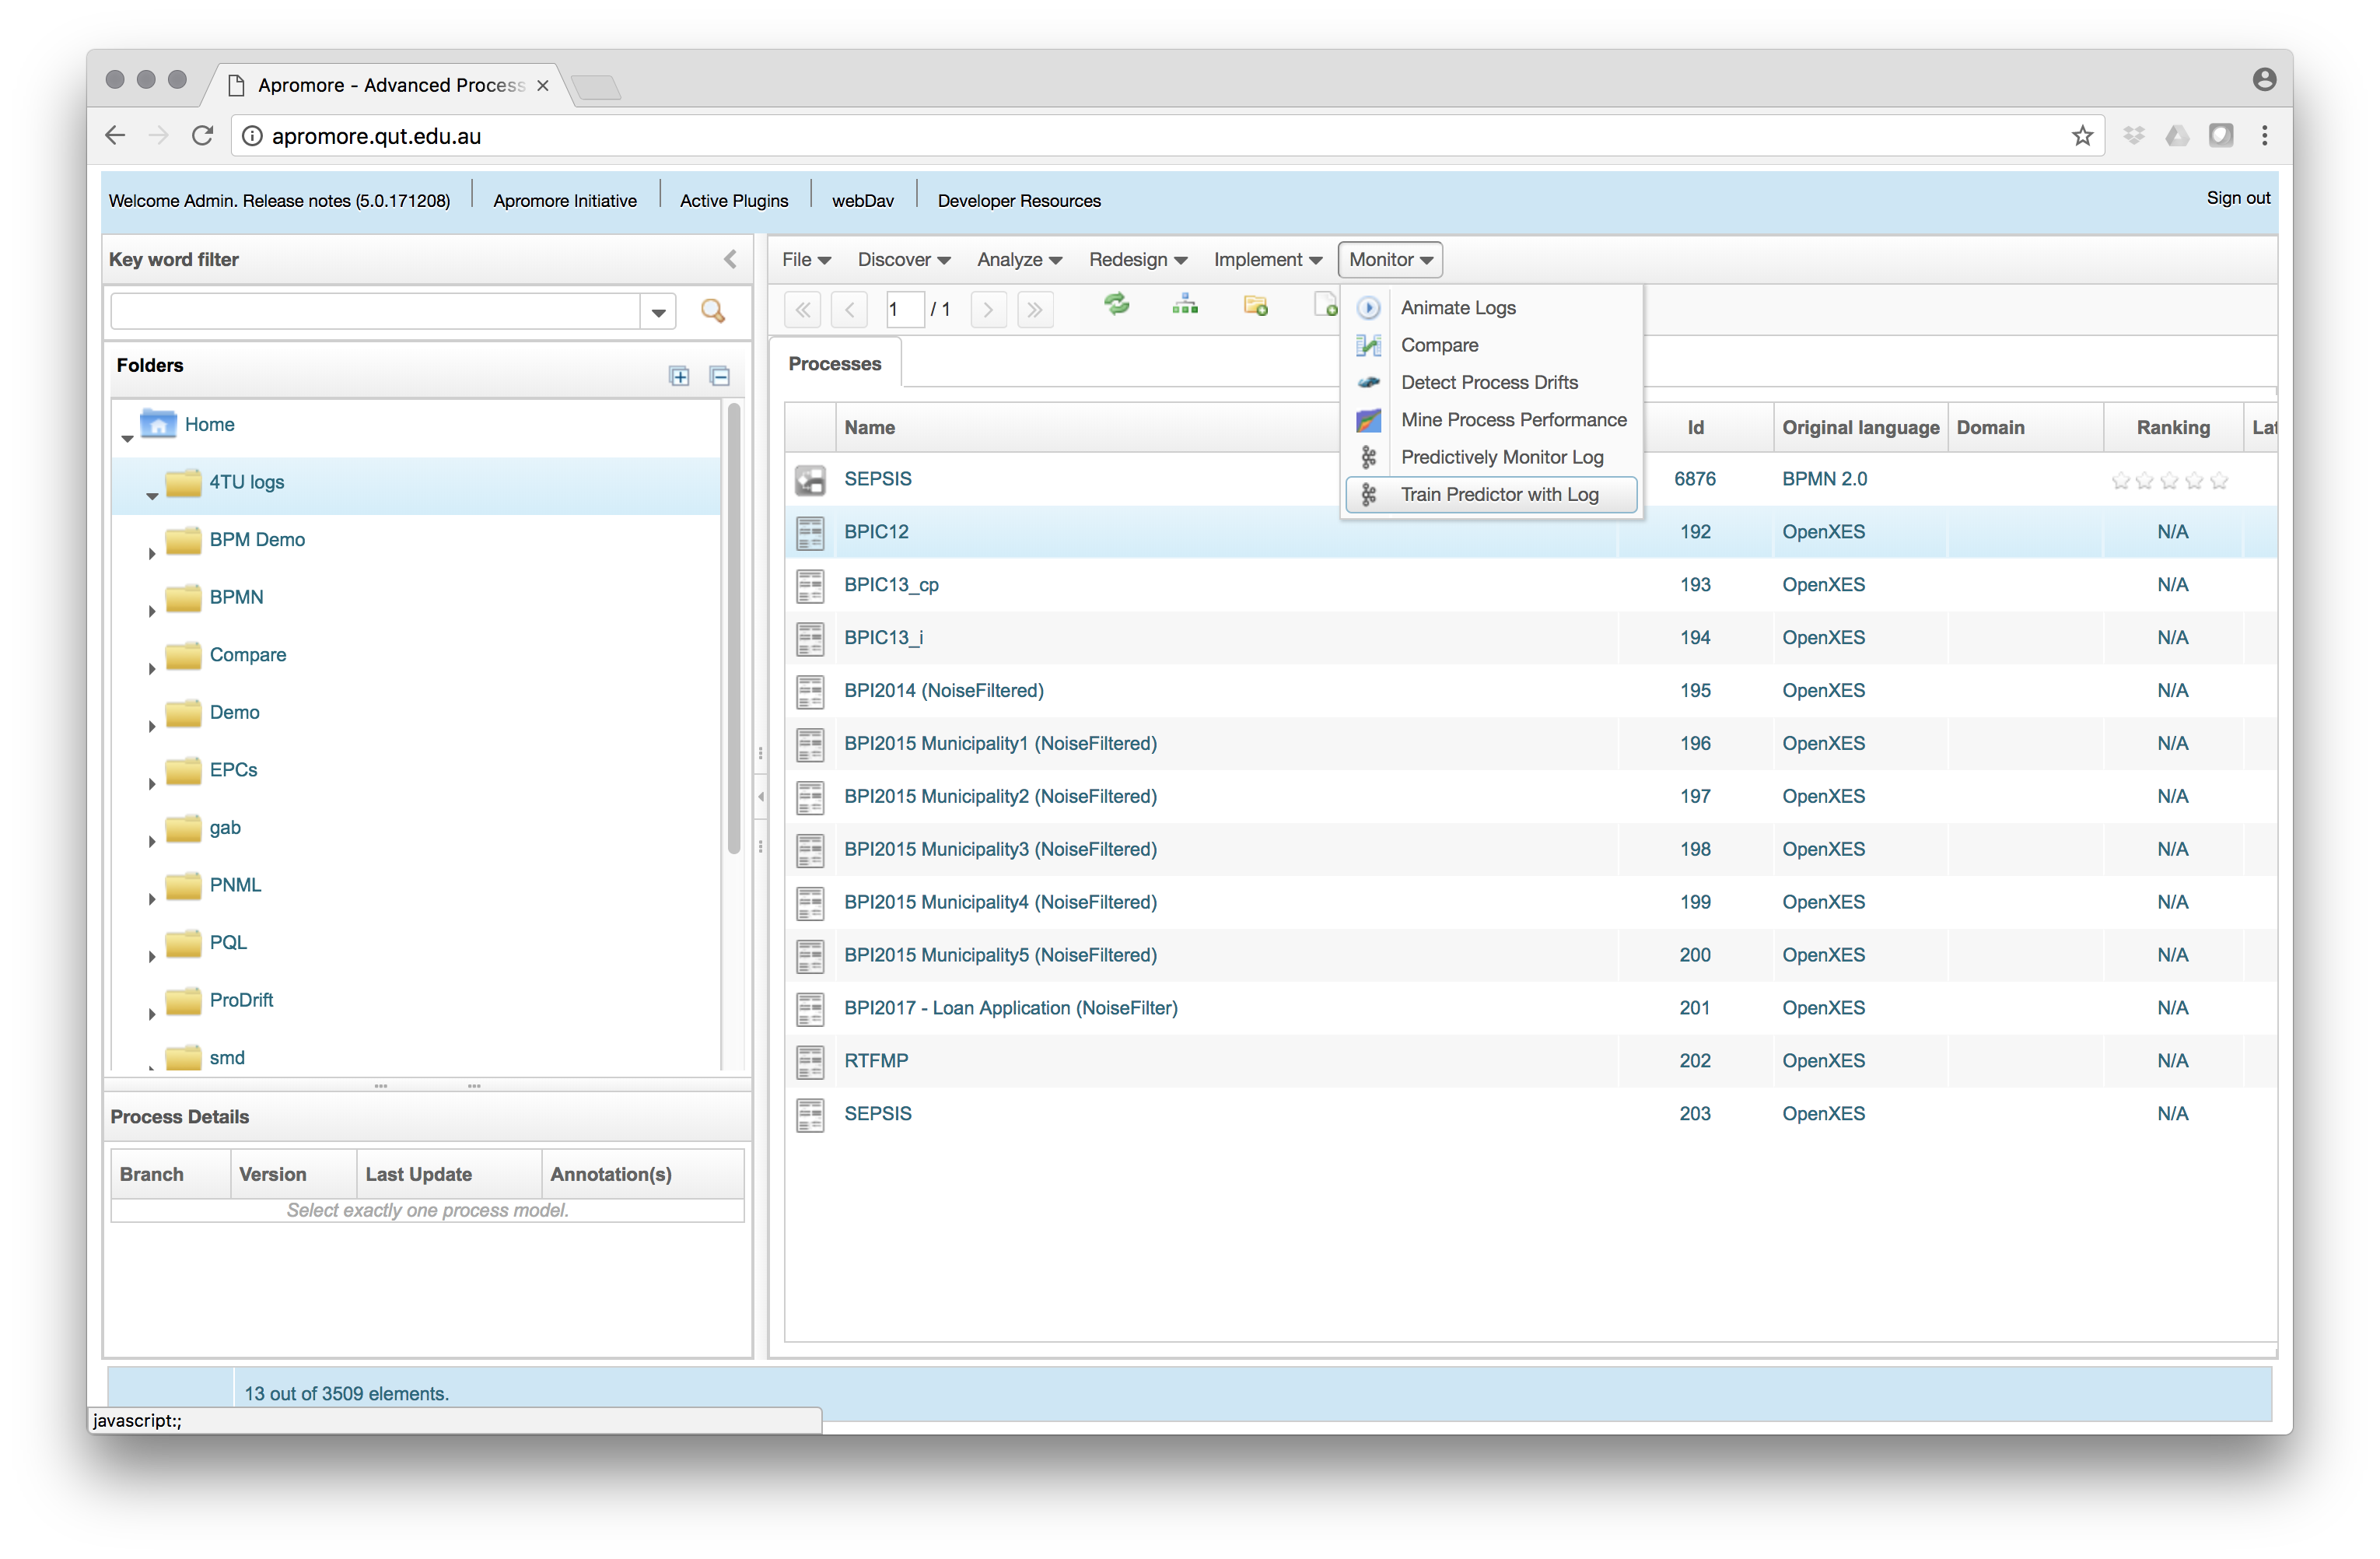 Apromore - Advanced Process
apromore.qut.edu.au
Welcome Admin. Release notes (5.0.171208) Apromore Initiative Active Plugins webDav Developer Resources Sign out
Key word filter
File Discover Analyze Redesign Implement Monitor
1 / 1
Animate Logs
Compare
Detect Process Drifts
Mine Process Performance
Predictively Monitor Log
Train Predictor with Log
Folders
Home
4TU logs
BPM Demo
BPMN
Compare
Demo
EPCs
gab
PNML
PQL
ProDrift
smd
Processes
Name Id Original language Domain Ranking Lat
SEPSIS 6876 BPMN 2.0
BPIC12 192 OpenXES N/A
BPIC13_cp 193 OpenXES N/A
BPIC13_i 194 OpenXES N/A
BPI2014 (NoiseFiltered) 195 OpenXES N/A
BPI2015 Municipality1 (NoiseFiltered) 196 OpenXES N/A
BPI2015 Municipality2 (NoiseFiltered) 197 OpenXES N/A
BPI2015 Municipality3 (NoiseFiltered) 198 OpenXES N/A
BPI2015 Municipality4 (NoiseFiltered) 199 OpenXES N/A
BPI2015 Municipality5 (NoiseFiltered) 200 OpenXES N/A
BPI2017 - Loan Application (NoiseFilter) 201 OpenXES N/A
RTFMP 202 OpenXES N/A
SEPSIS 203 OpenXES N/A
Process Details
Branch Version Last Update Annotation(s)
Select exactly one process model.
13 out of 3509 elements.
javascript:;